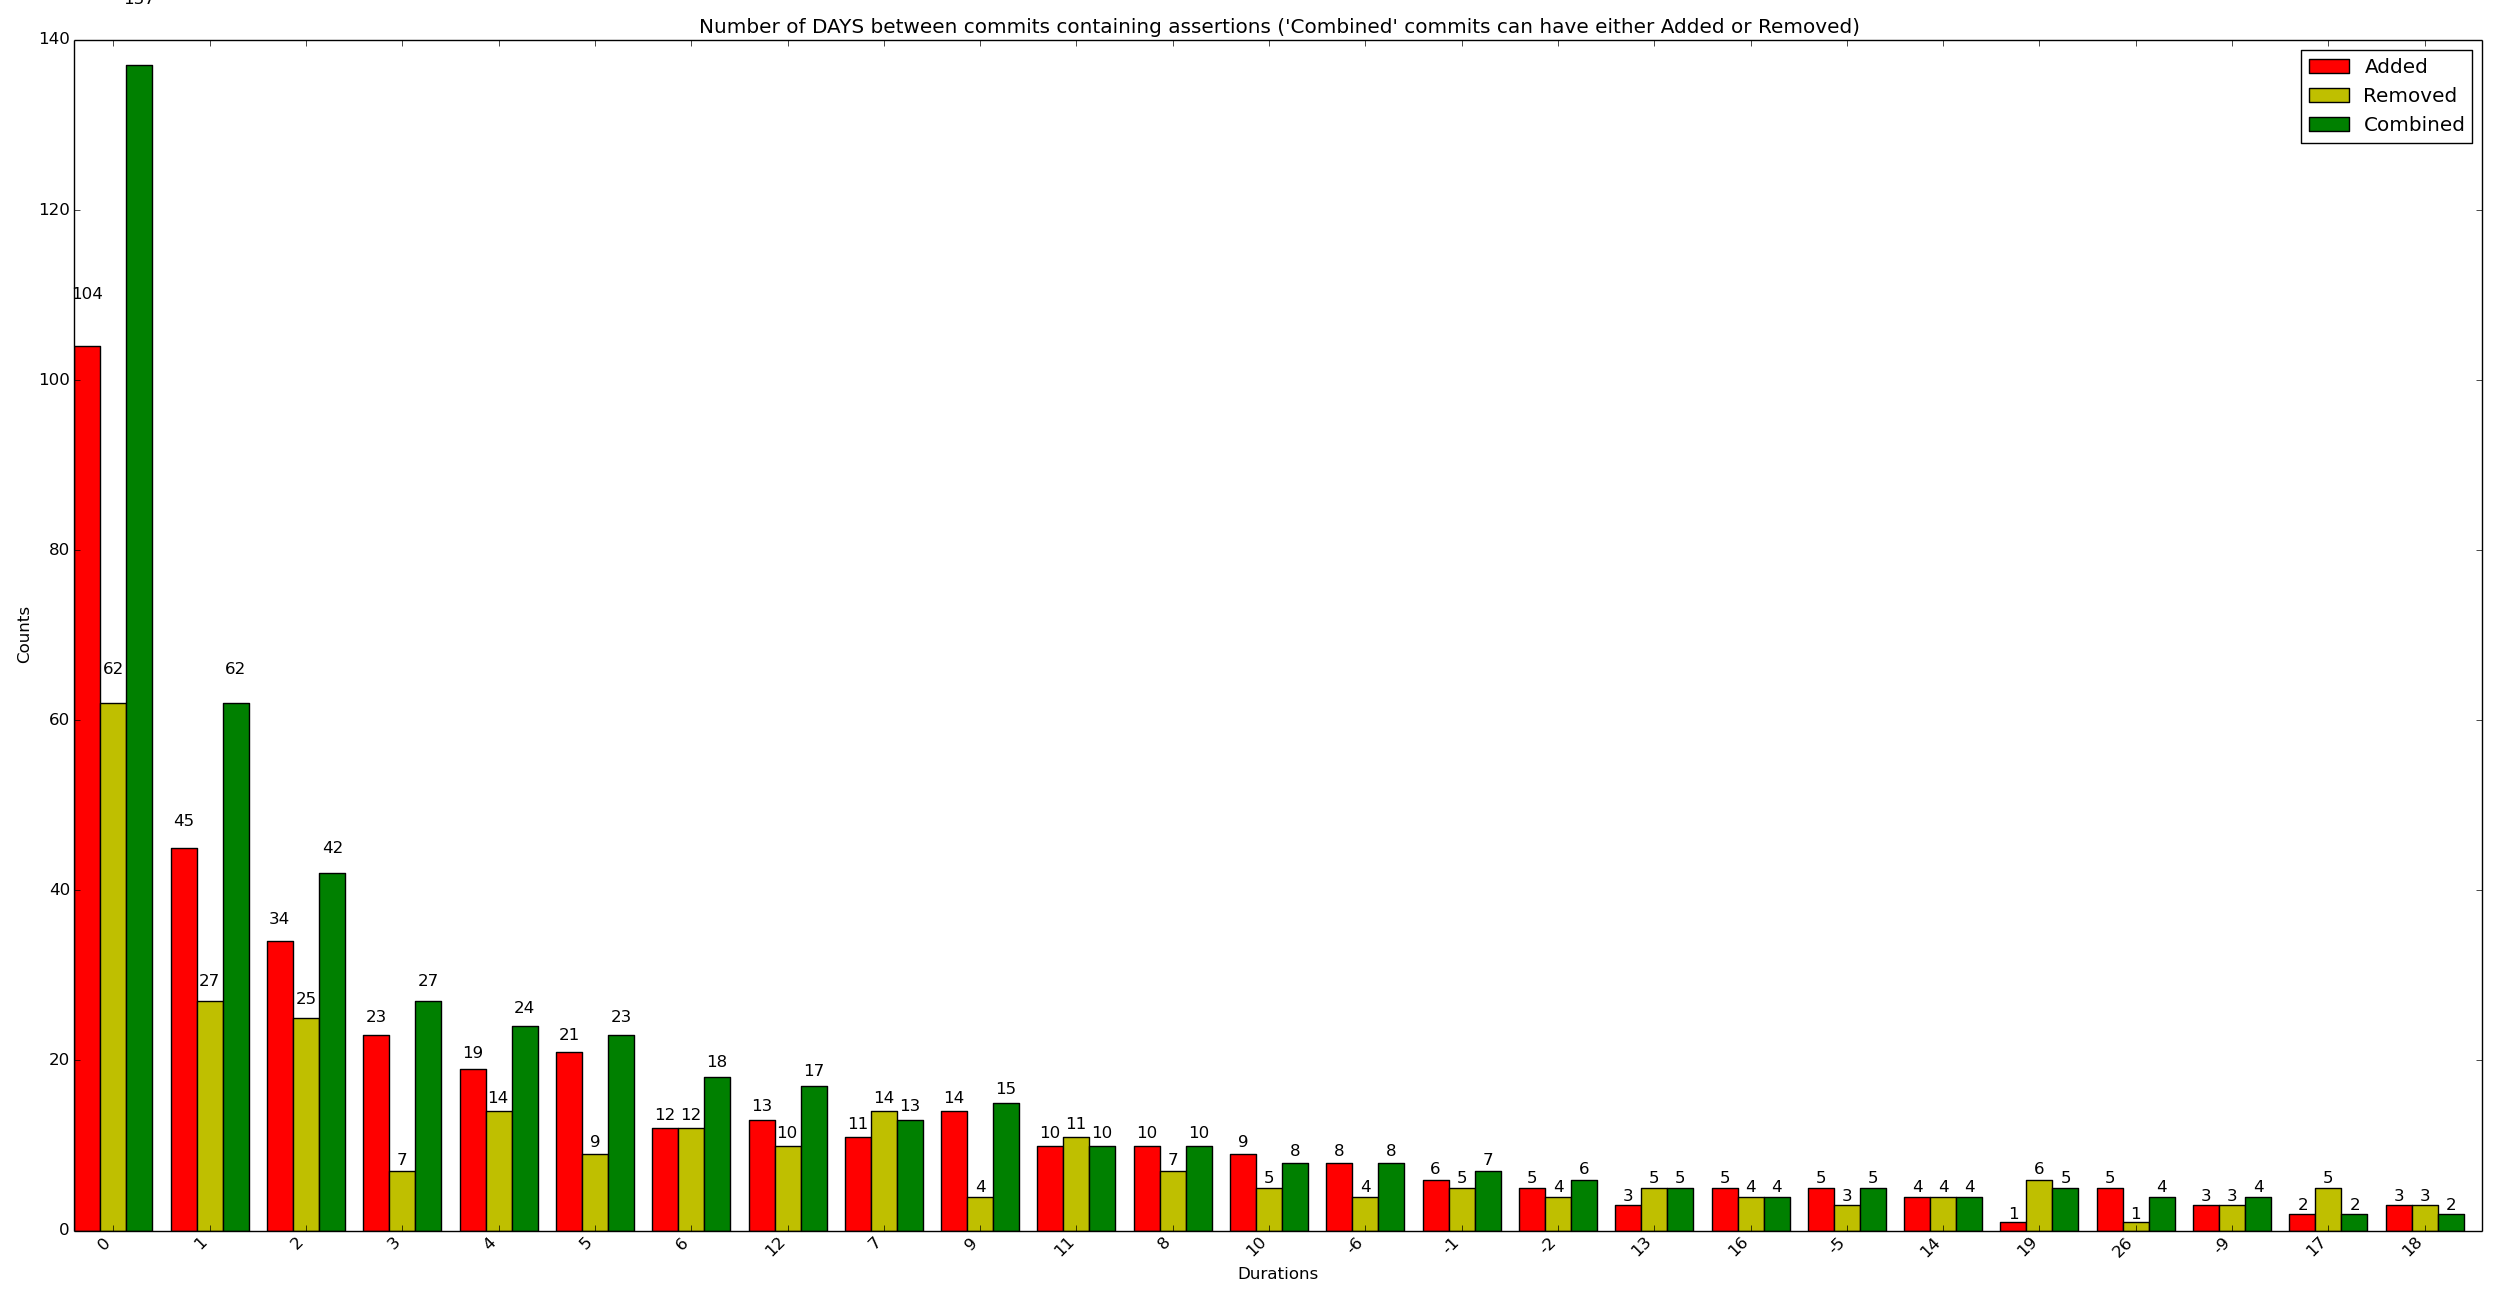 137
Number of DAYS between commits containing assertions ('Combined' commits can have either Added or Removed)
Added
Removed
Combined
Counts
140
120
100
80
60
40
20
0
104 62
45 27 62
34 25 42
23 7 27
19 14 24
21 9 23
12 12 18
13 10 17
11 14 13
14 4 15
10 11 10
10 7 10
9 5 8
8 4 8
6 5 7
5 4 6
3 5 5
5 4 4
5 3 5
4 4 4
1 6 5
5 1 4
3 3 4
2 5 2
3 3 2
0 1 2 3 4 5 6 12 7 9 11 8 10 -6 -1 -2 13 16 -5 14 19 26 -9 17 18
Durations